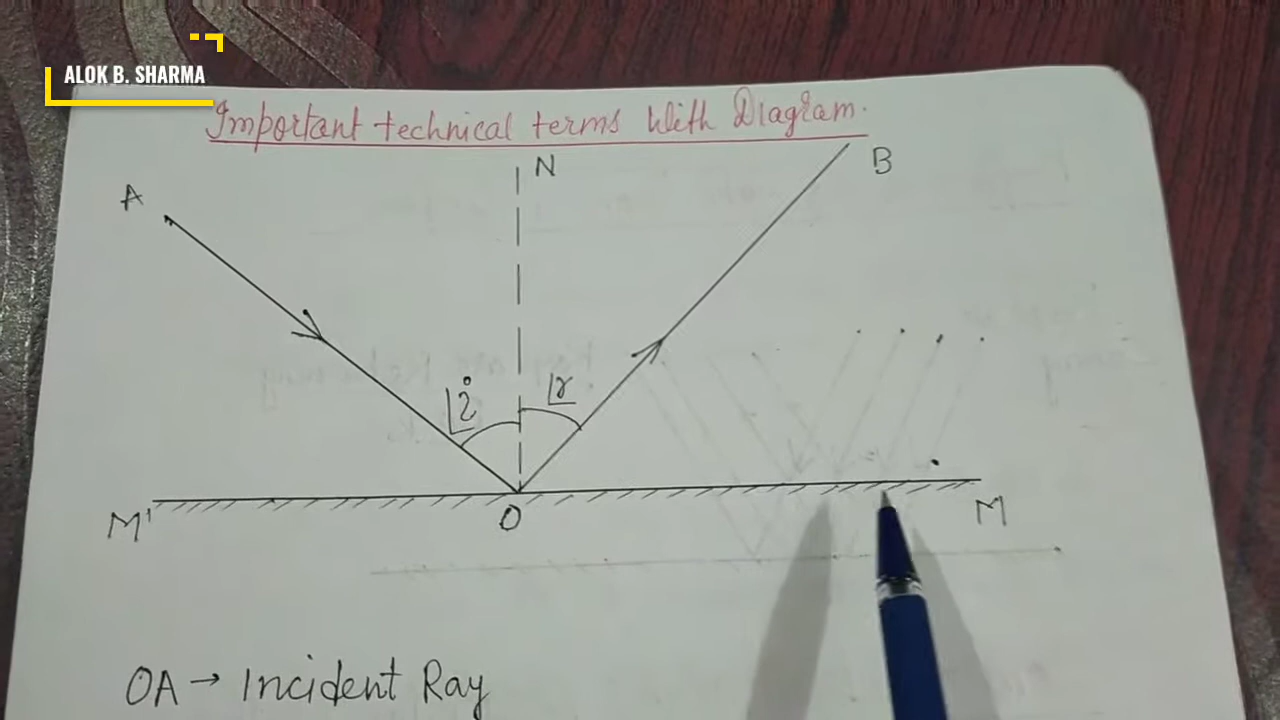 ALOK B. SHARMA
Important technical terms With Diagram.
N
B
A
∠i
∠r
M'
O
M
OA → Incident Ray